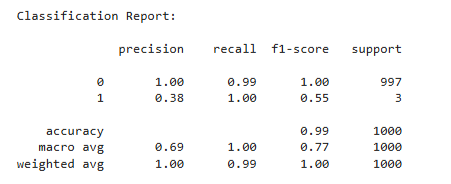 Classification Report:
precision recall f1-score support
0 1.00 0.99 1.00 997
1 0.38 1.00 0.55 3
accuracy 0.99 1000
macro avg 0.69 1.00 0.77 1000
weighted avg 1.00 0.99 1.00 1000